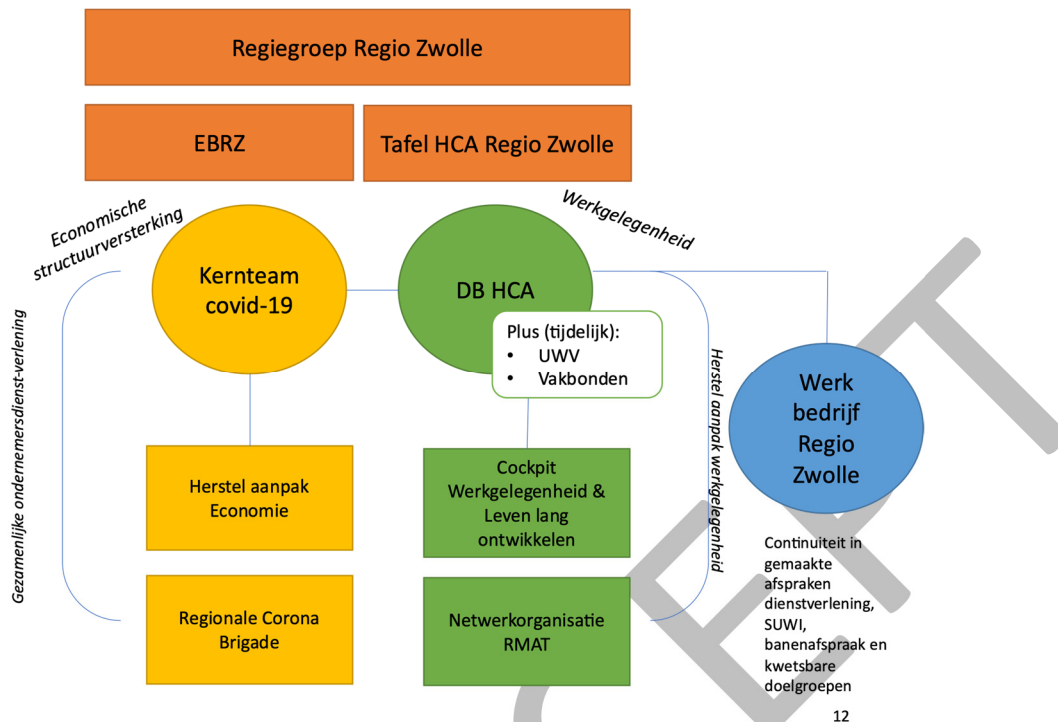 Regiegroep Regio Zwolle
EBRZ
Tafel HCA Regio Zwolle
Economische
structuurversterking
Werkgelegenheid
Kernteam
covid-19
DB HCA
Plus (tijdelijk):
• UWV
• Vakbonden
Gezamenlijke ondernemersdienst-verlening
Herstel aanpak werkgelegenheid
Werk
bedrijf
Regio
Zwolle
Herstel aanpak
Economie
Cockpit
Werkgelegenheid &
Leven lang
ontwikkelen
Regionale Corona
Brigade
Netwerkorganisatie
RMAT
Continuiteit in
gemaakte
afspraken
dienstverlening,
SUWI,
banenafspraak en
kwetsbare
doelgroepen
12
CEPT